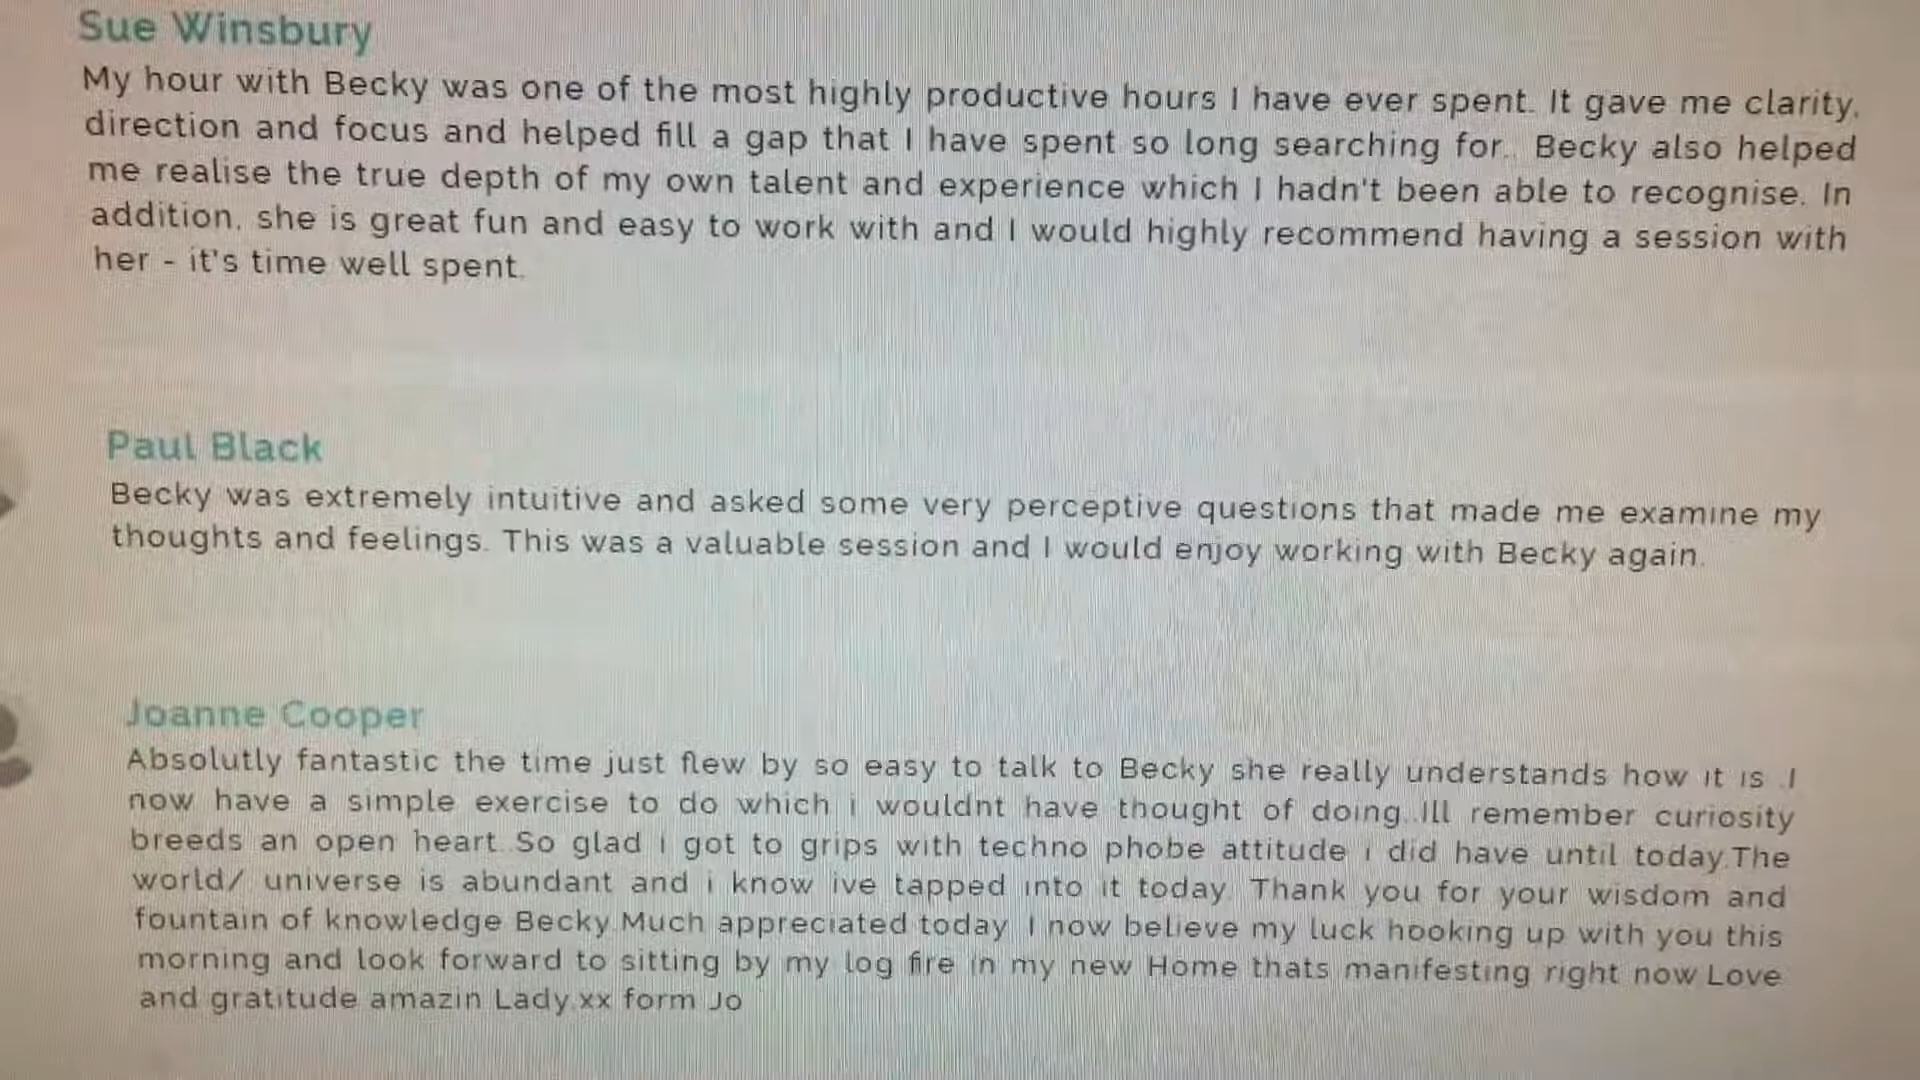 Sue Winsbury
My hour with Becky was one of the most highly productive hours I have ever spent. It gave me clarity,
direction and focus and helped fill a gap that I have spent so long searching for.. Becky also helped
me realise the true depth of my own talent and experience which I hadn't been able to recognise. In
addition, she is great fun and easy to work with and I would highly recommend having a session with
her - it's time well spent.
Paul Black
Becky was extremely intuitive and asked some very perceptive questions that made me examine my
thoughts and feelings. This was a valuable session and I would enjoy working with Becky again.
Joanne Cooper
Absolutly fantastic the time just flew by so easy to talk to Becky she really understands how it is .I
now have a simple exercise to do which i wouldnt have thought of doing..Ill remember curiosity
breeds an open heart..So glad i got to grips with techno phobe attitude i did have until today.The
world/ universe is abundant and i know ive tapped into it today. Thank you for your wisdom and
fountain of knowledge Becky.Much appreciated today. I now believe my luck hooking up with you this
morning and look forward to sitting by my log fire in my new Home thats manifesting right now.Love
and gratitude amazin Lady.xx form Jo